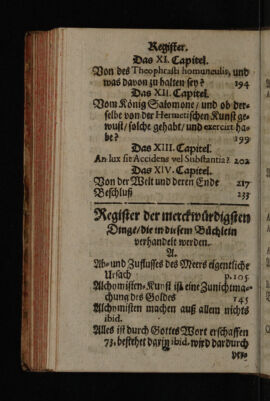 Register.
Das XI. Capitel.
Von des Theophrasti homunculis, und
was davon zu halten sey? 194
Das XII. Capitel.
Vom König Salomone / und ob der-
selbe von der Hermetischen Kunst ge-
wust / solche gehabt / und exercirt ha-
be? 199
Das XIII. Capitel.
An lux sit Accidens vel Substantia? 202
Das XIV. Capitel.
Von der Welt und deren Ende 217
Beschluß 235
Register der merckwürdigsten
Dinge / die in diesem Büchlein
verhandelt werden.
A.
Ab- und Zuflusses des Meers eigentliche
Ursach p. 105
Alchymisten-Kunst ist eine Zunichtma-
chung des Goldes 145
Alchymisten machen auß allem nichts
ibid.
Alles ist durch Gottes Wort erschaffen
73. bestehet darin ibid. wird dardurch